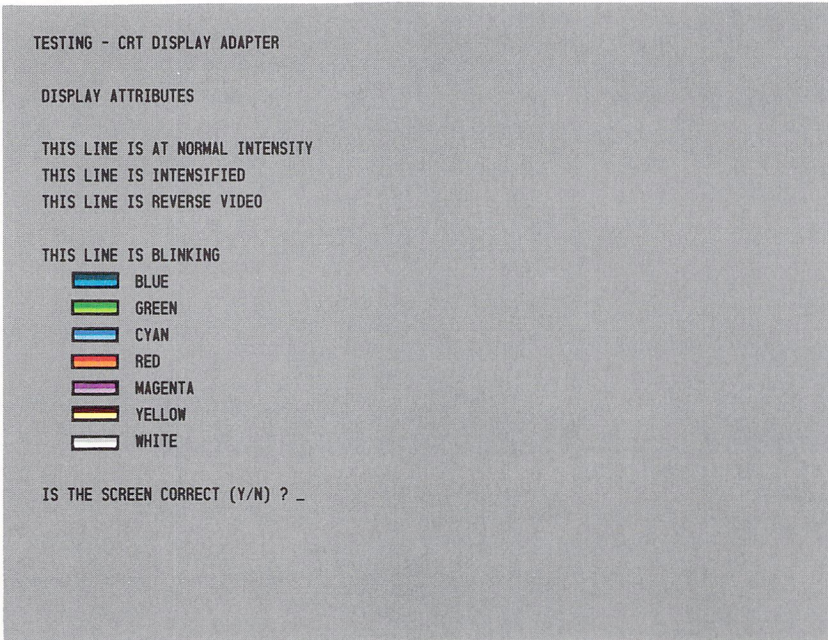 TESTING - CRT DISPLAY ADAPTER
DISPLAY ATTRIBUTES
THIS LINE IS AT NORMAL INTENSITY
THIS LINE IS INTENSIFIED
THIS LINE IS REVERSE VIDEO
THIS LINE IS BLINKING
BLUE
GREEN
CYAN
RED
MAGENTA
YELLOW
WHITE
IS THE SCREEN CORRECT (Y/N) ? _